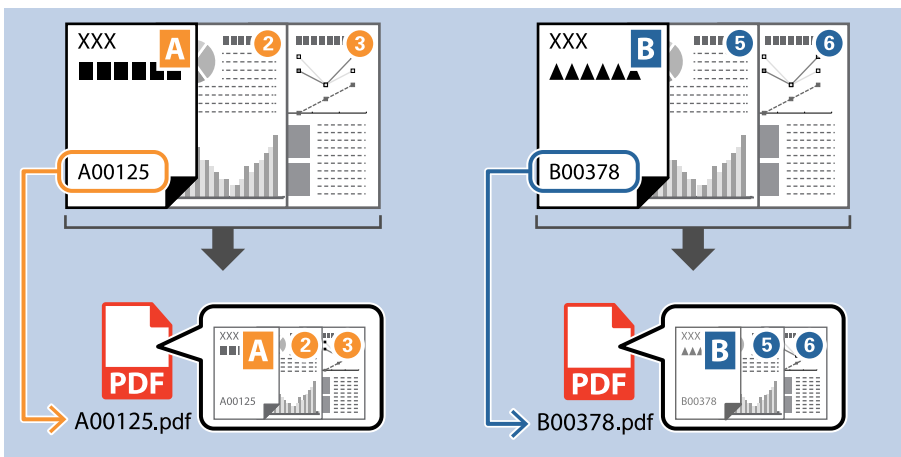 XXX
A
2
3
A00125
XXX
B
5
6
B00378
PDF
XXX
A
2
3
A00125
A00125.pdf
PDF
XXX
B
5
6
B00378
B00378.pdf